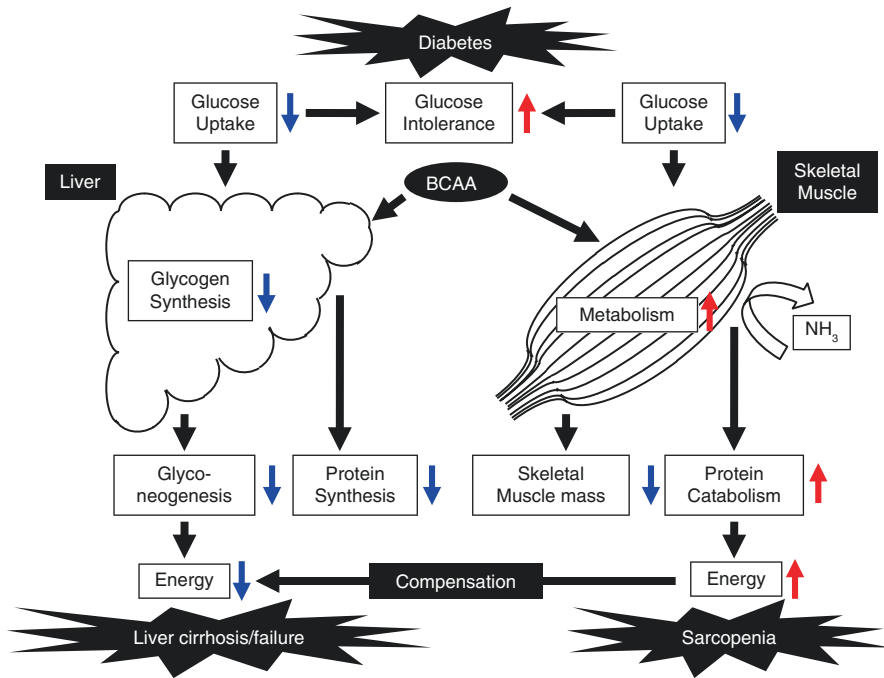 Diabetes
Glucose
Uptake
Glucose
Intolerance
Glucose
Uptake
Liver
BCAA
Skeletal
Muscle
Glycogen
Synthesis
Metabolism
NH₃
Glyco-
neogenesis
Protein
Synthesis
Skeletal
Muscle mass
Protein
Catabolism
Energy
Compensation
Energy
Liver cirrhosis/failure
Sarcopenia